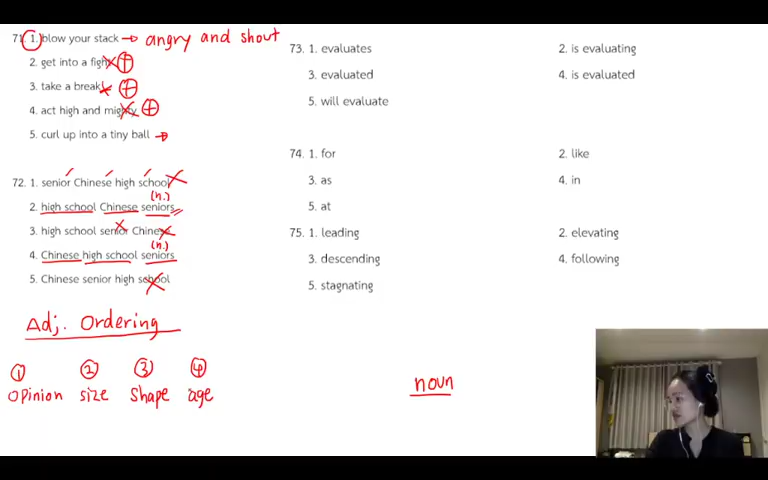 71. 1. blow your stack → angry and shout
2. get into a fight +
3. take a break +
4. act high and mighty +
5. curl up into a tiny ball →
72. 1. senior Chinese high school
(n.)
2. high school Chinese seniors
3. high school senior Chinese
(n.)
4. Chinese high school seniors
5. Chinese senior high school
Adj. Ordering
① ② ③ ④
Opinion size shape age
noun
73. 1. evaluates 2. is evaluating
3. evaluated 4. is evaluated
5. will evaluate
74. 1. for 2. like
3. as 4. in
5. at
75. 1. leading 2. elevating
3. descending 4. following
5. stagnating